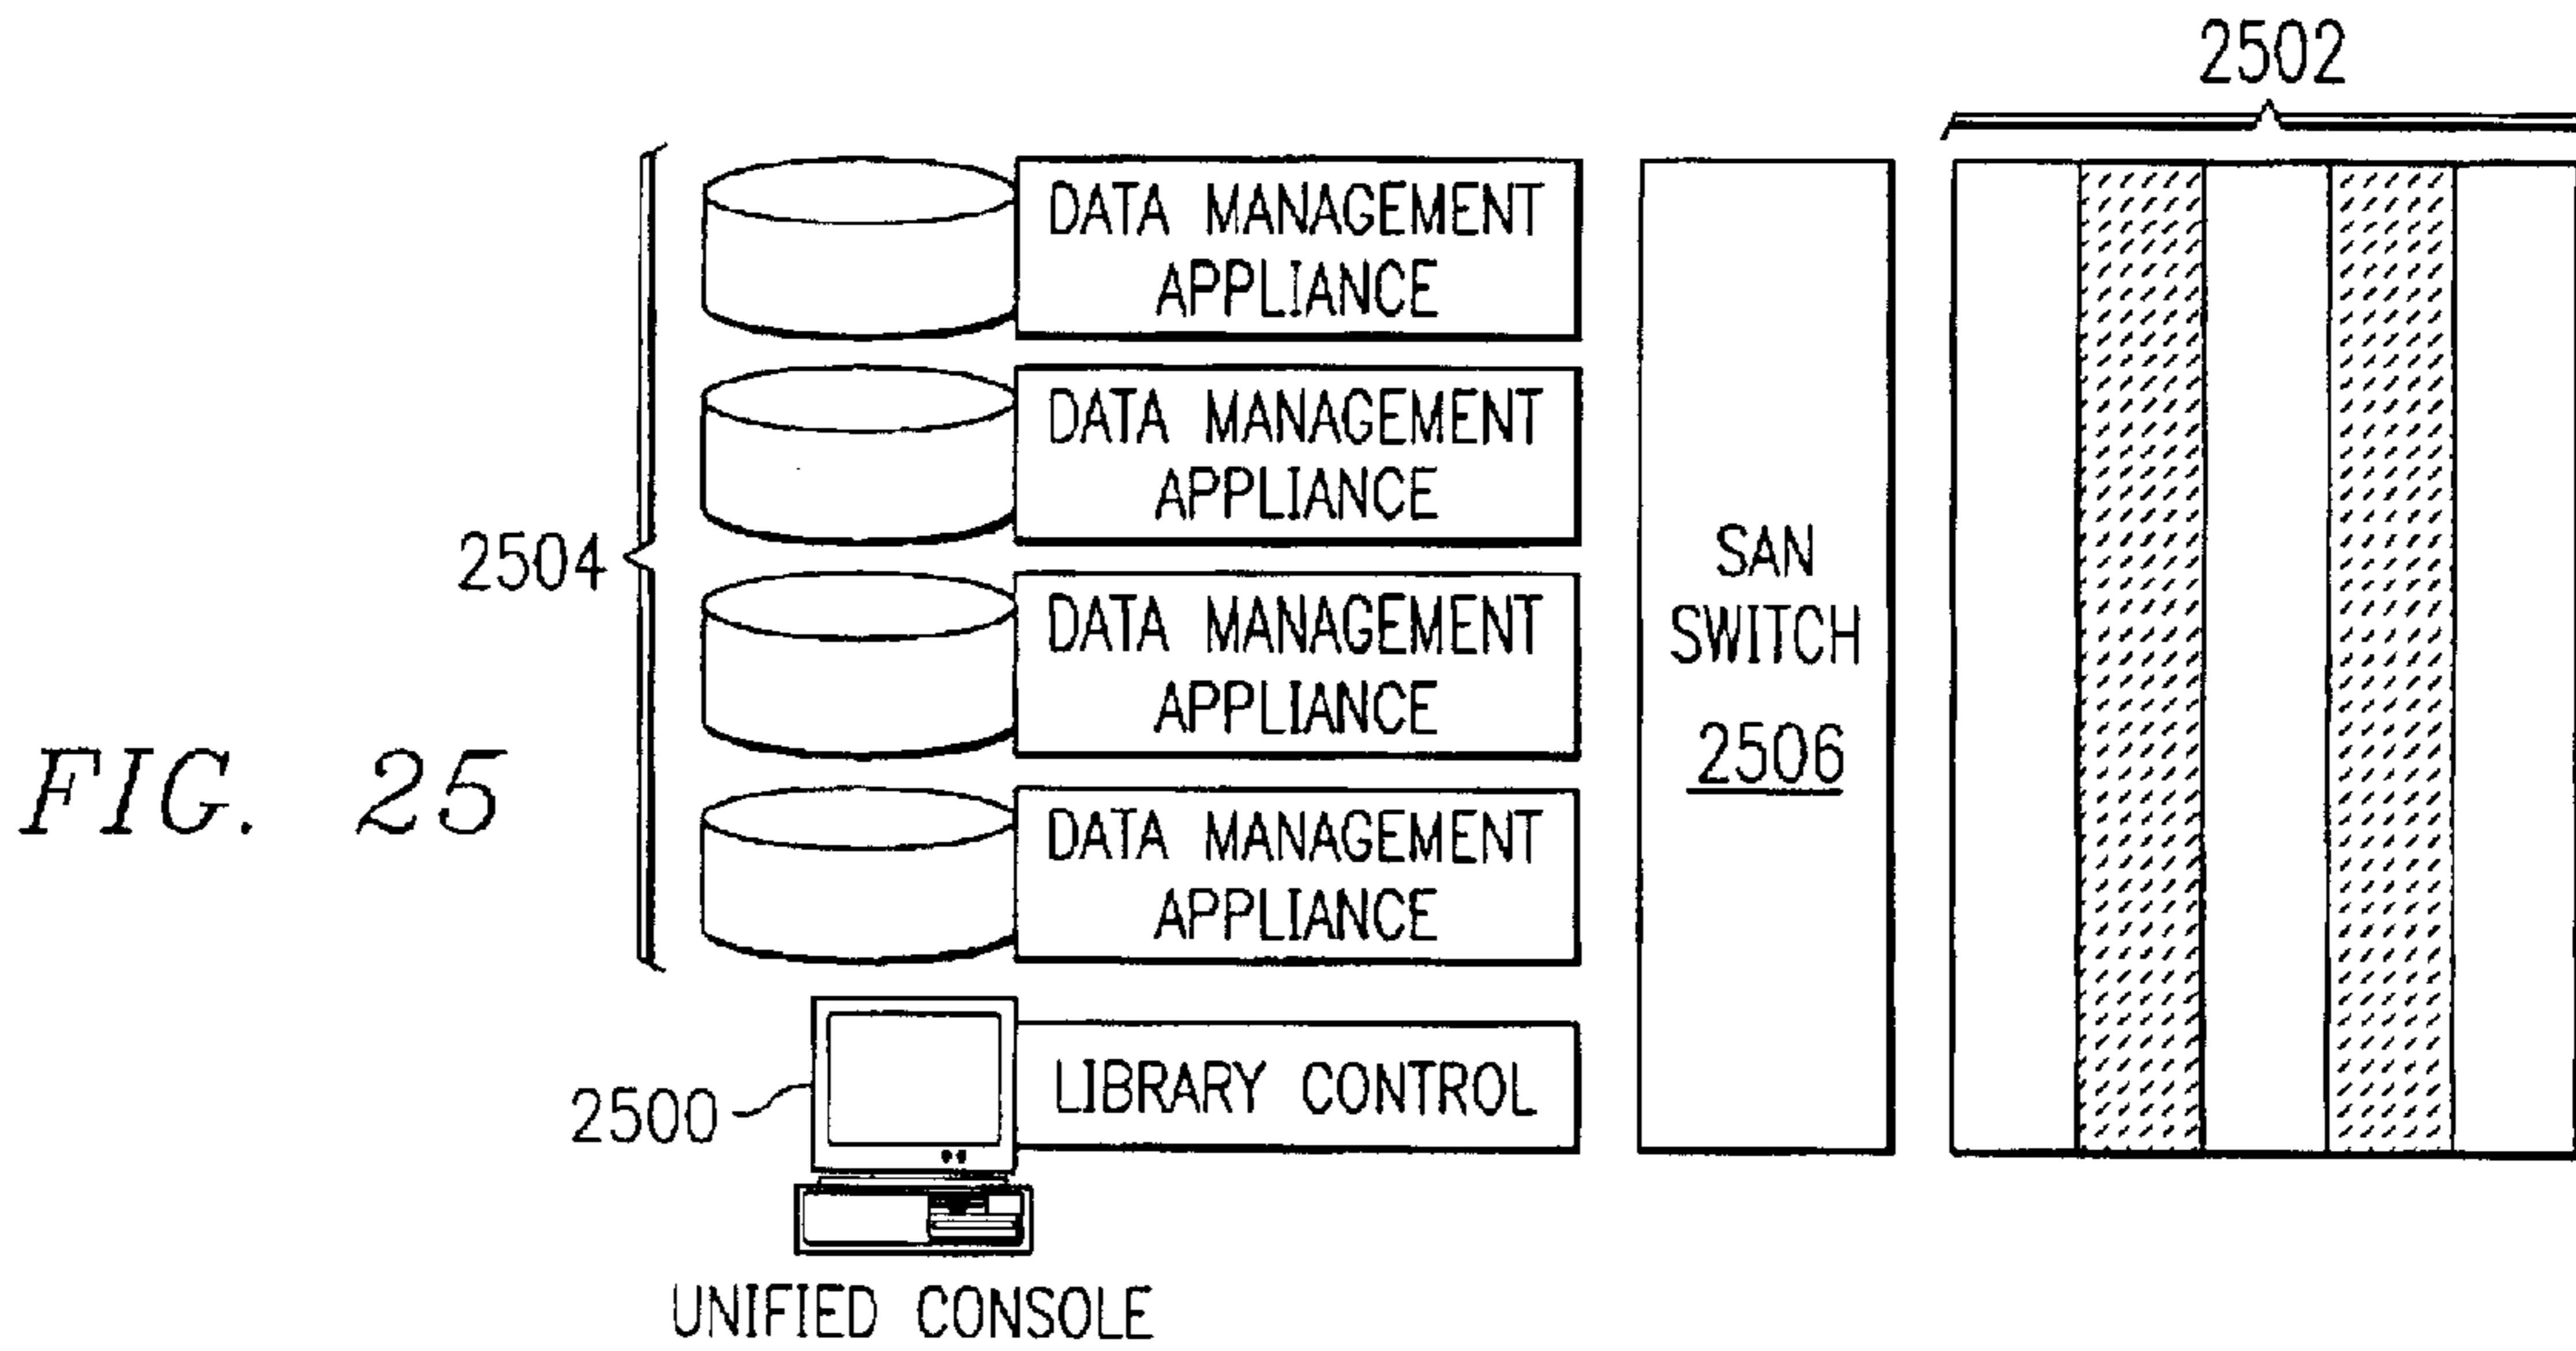 2502
DATA MANAGEMENT
APPLIANCE
DATA MANAGEMENT
APPLIANCE
2504
DATA MANAGEMENT
APPLIANCE
DATA MANAGEMENT
APPLIANCE
SAN
SWITCH
2506
FIG. 25
2500
LIBRARY CONTROL
UNIFIED CONSOLE